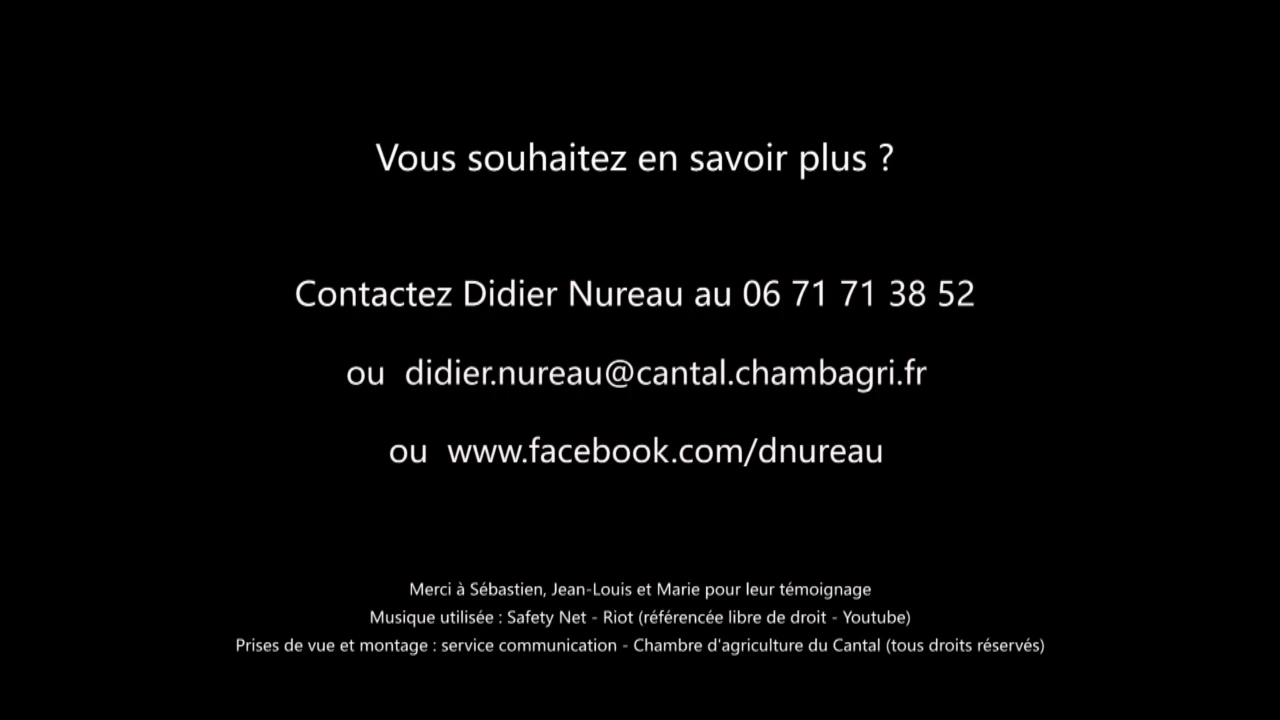 Vous souhaitez en savoir plus ?
Contactez Didier Nureau au 06 71 71 38 52
ou didier.nureau@cantal.chambagri.fr
ou www.facebook.com/dnureau
Merci à Sébastien, Jean-Louis et Marie pour leur témoignage
Musique utilisée : Safety Net - Riot (référencée libre de droit - Youtube)
Prises de vue et montage : service communication - Chambre d'agriculture du Cantal (tous droits réservés)